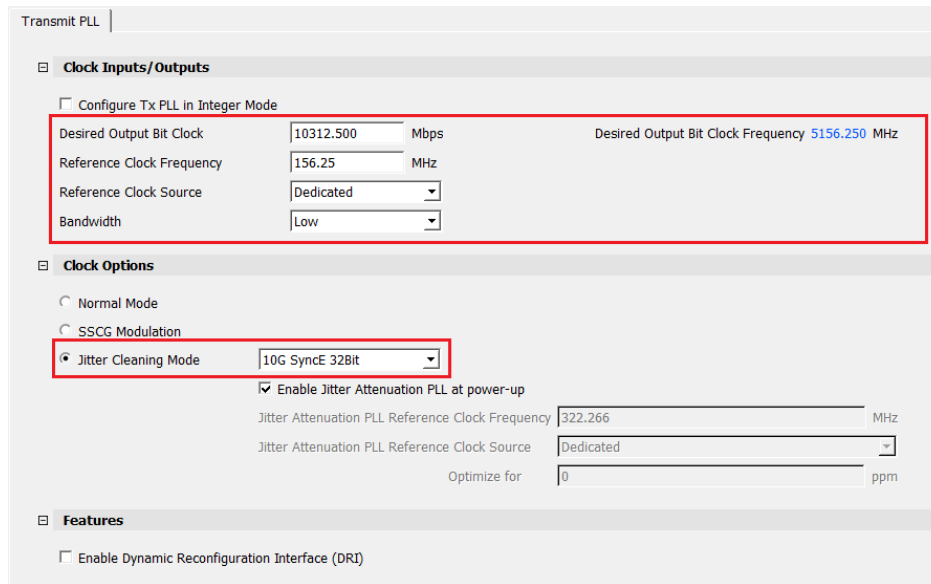 Transmit PLL
Clock Inputs/Outputs
Configure Tx PLL in Integer Mode
Desired Output Bit Clock 10312.500 Mbps Desired Output Bit Clock Frequency 5156.250 MHz
Reference Clock Frequency 156.25 MHz
Reference Clock Source Dedicated
Bandwidth Low
Clock Options
Normal Mode
SSCG Modulation
Jitter Cleaning Mode 10G SyncE 32Bit
Enable Jitter Attenuation PLL at power-up
Jitter Attenuation PLL Reference Clock Frequency 322.266 MHz
Jitter Attenuation PLL Reference Clock Source Dedicated
Optimize for 0 ppm
Features
Enable Dynamic Reconfiguration Interface (DRI)